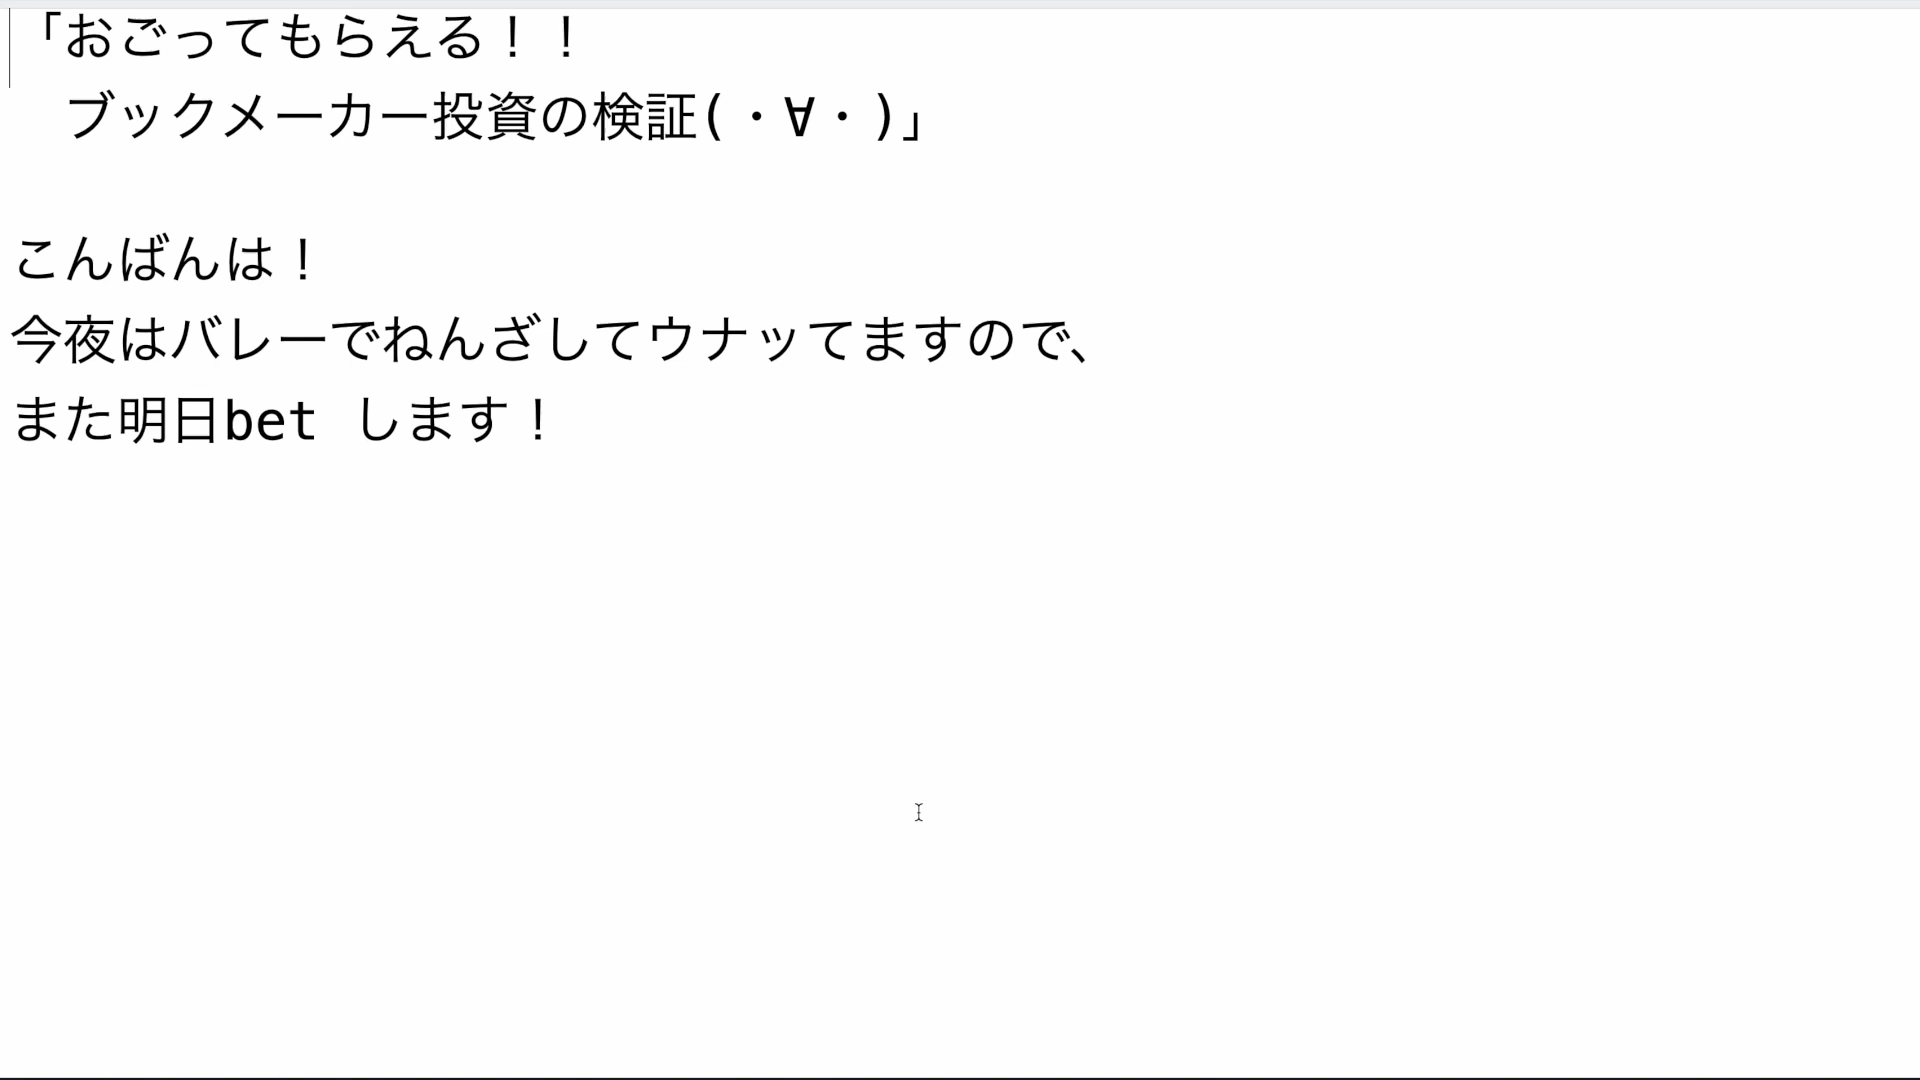 「おごってもらえる！！
　ブックメーカー投資の検証(・∀・)」
こんばんは！
今夜はバレーでねんざしてウナッてますので、
また明日bet します！